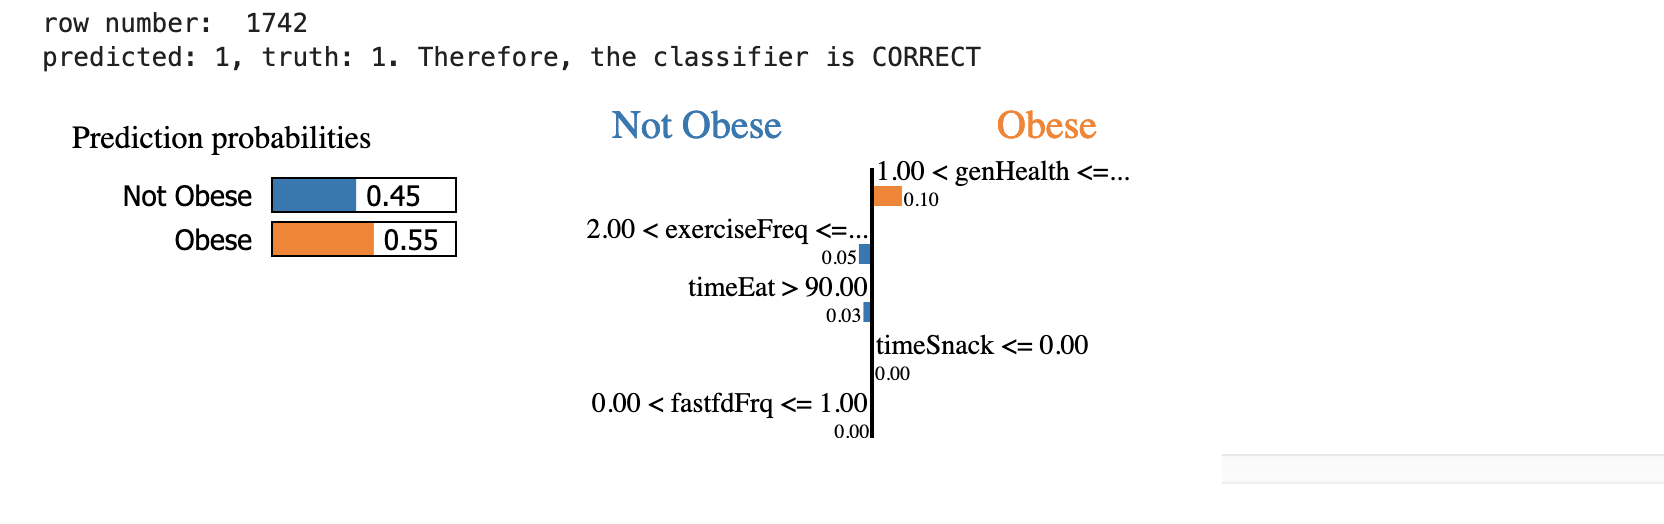 row number:  1742
predicted: 1, truth: 1. Therefore, the classifier is CORRECT
Prediction probabilities
Not Obese 0.45
Obese 0.55
Not Obese Obese
1.00 < genHealth <=...
0.10
2.00 < exerciseFreq <=...
0.05
timeEat > 90.00
0.03
timeSnack <= 0.00
0.00
0.00 < fastfdFrq <= 1.00
0.00